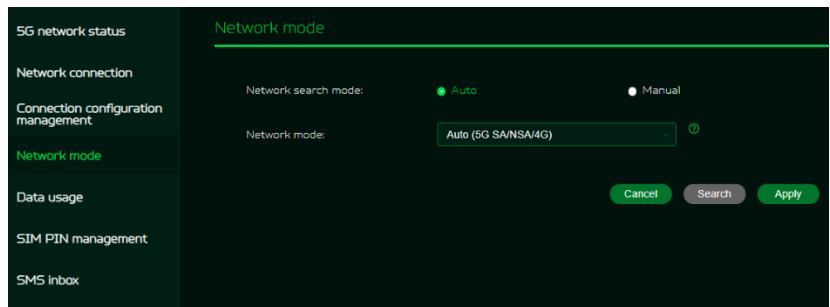 5G network status
Network connection
Connection configuration
management
Network mode
Data usage
SIM PIN management
SMS inbox
Network mode
Network search mode: Auto Manual
Network mode: Auto (5G SA/NSA/4G) ?
Cancel Search Apply